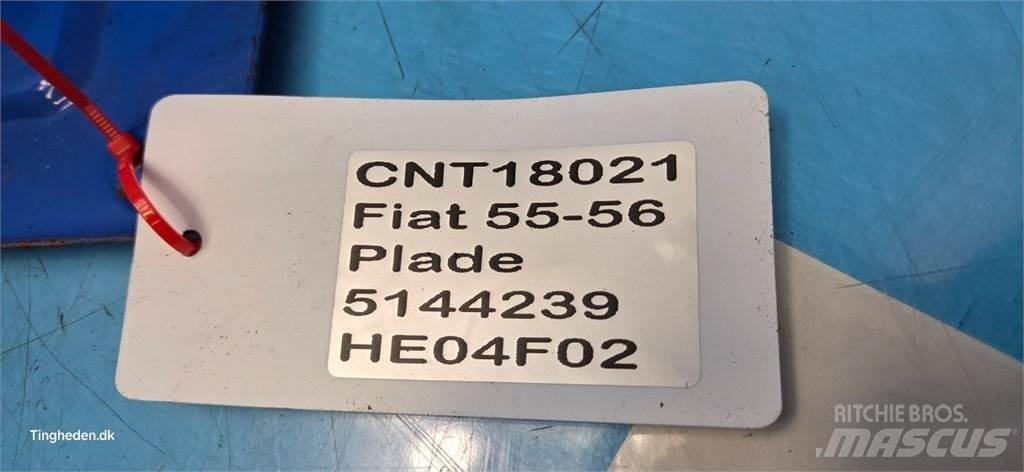 CNT18021
Fiat 55-56
Plade
5144239
HE04F02
Tingheden.dk
RITCHIE BROS.
MASCUS